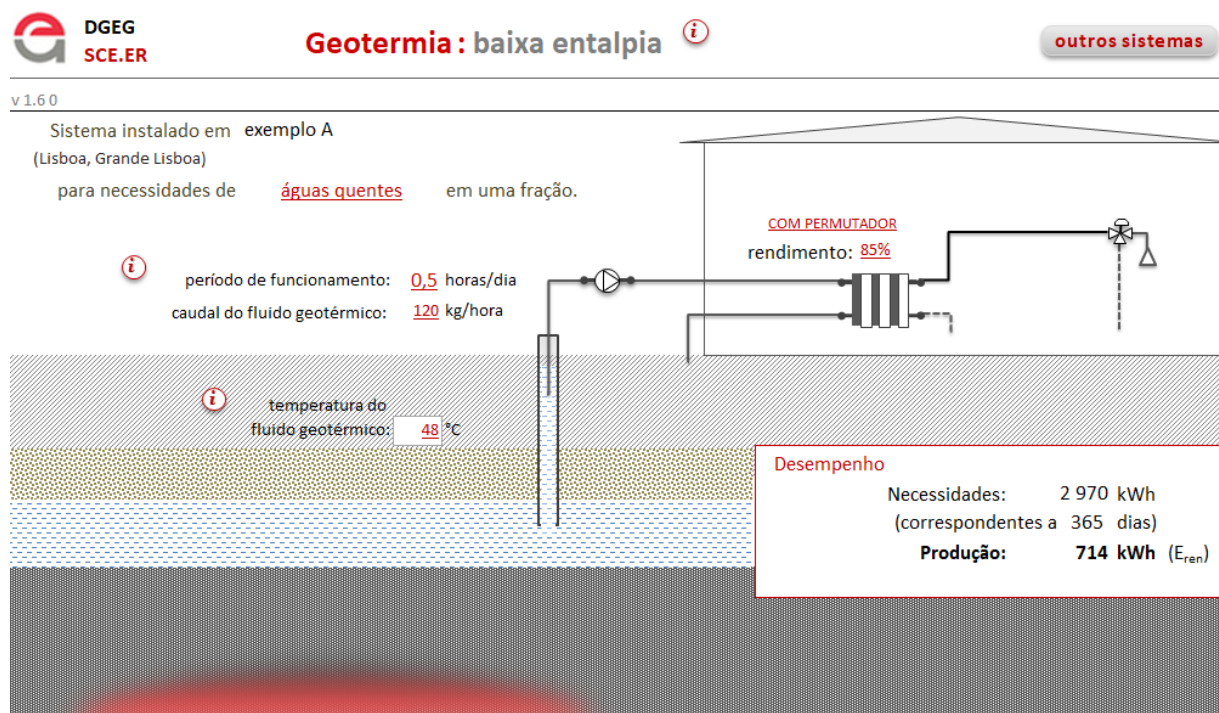 DGEG
SCE.ER
Geotermia : baixa entalpia i
outros sistemas
v 1.6 0
Sistema instalado em exemplo A
(Lisboa, Grande Lisboa)
para necessidades de águas quentes em uma fração.
COM PERMUTADOR
rendimento: 85%
i
período de funcionamento: 0,5 horas/dia
caudal do fluido geotérmico: 120 kg/hora
i
temperatura do
fluido geotérmico: 48 °C
Desempenho
Necessidades: 2 970 kWh
(correspondentes a 365 dias)
Produção: 714 kWh (Eren)